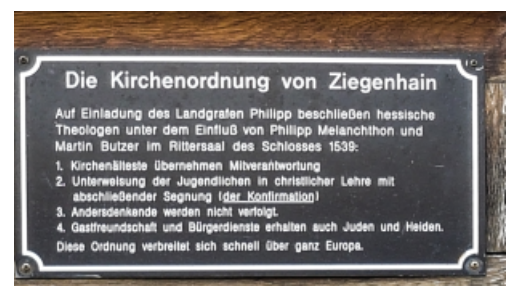 Die Kirchenordnung von Ziegenhain
Auf Einladung des Landgrafen Philipp beschließen hessische
Theologen unter dem Einfluß von Philipp Melanchthon und
Martin Butzer im Rittersaal des Schlosses 1539:
1. Kirchenälteste übernehmen Mitverantwortung
2. Unterweisung der Jugendlichen in christlicher Lehre mit
abschließender Segnung (der Konfirmation)
3. Andersdenkende werden nicht verfolgt.
4. Gastfreundschaft und Bürgerdienste erhalten auch Juden und Heiden.
Diese Ordnung verbreitet sich schnell über ganz Europa.